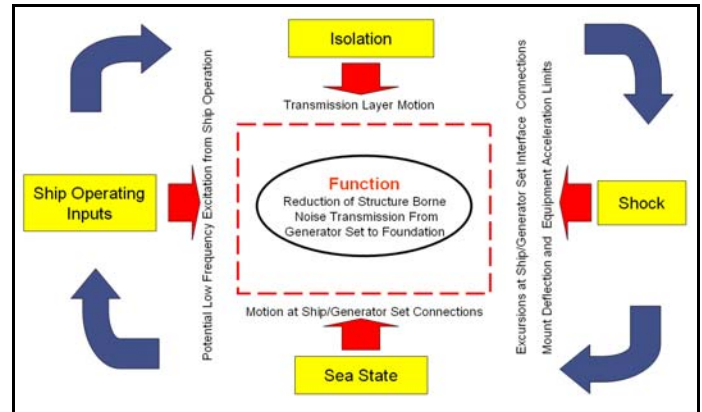 Isolation
Transmission Layer Motion
Ship Operating
Inputs
Potential Low Frequency Excitation from Ship Operation
Function
Reduction of Structure Borne
Noise Transmission From
Generator Set to Foundation
Excursions at Ship/Generator Set Interface Connections
Mount Deflection and Equipment Acceleration Limits
Shock
Motion at Ship/Generator Set Connections
Sea State